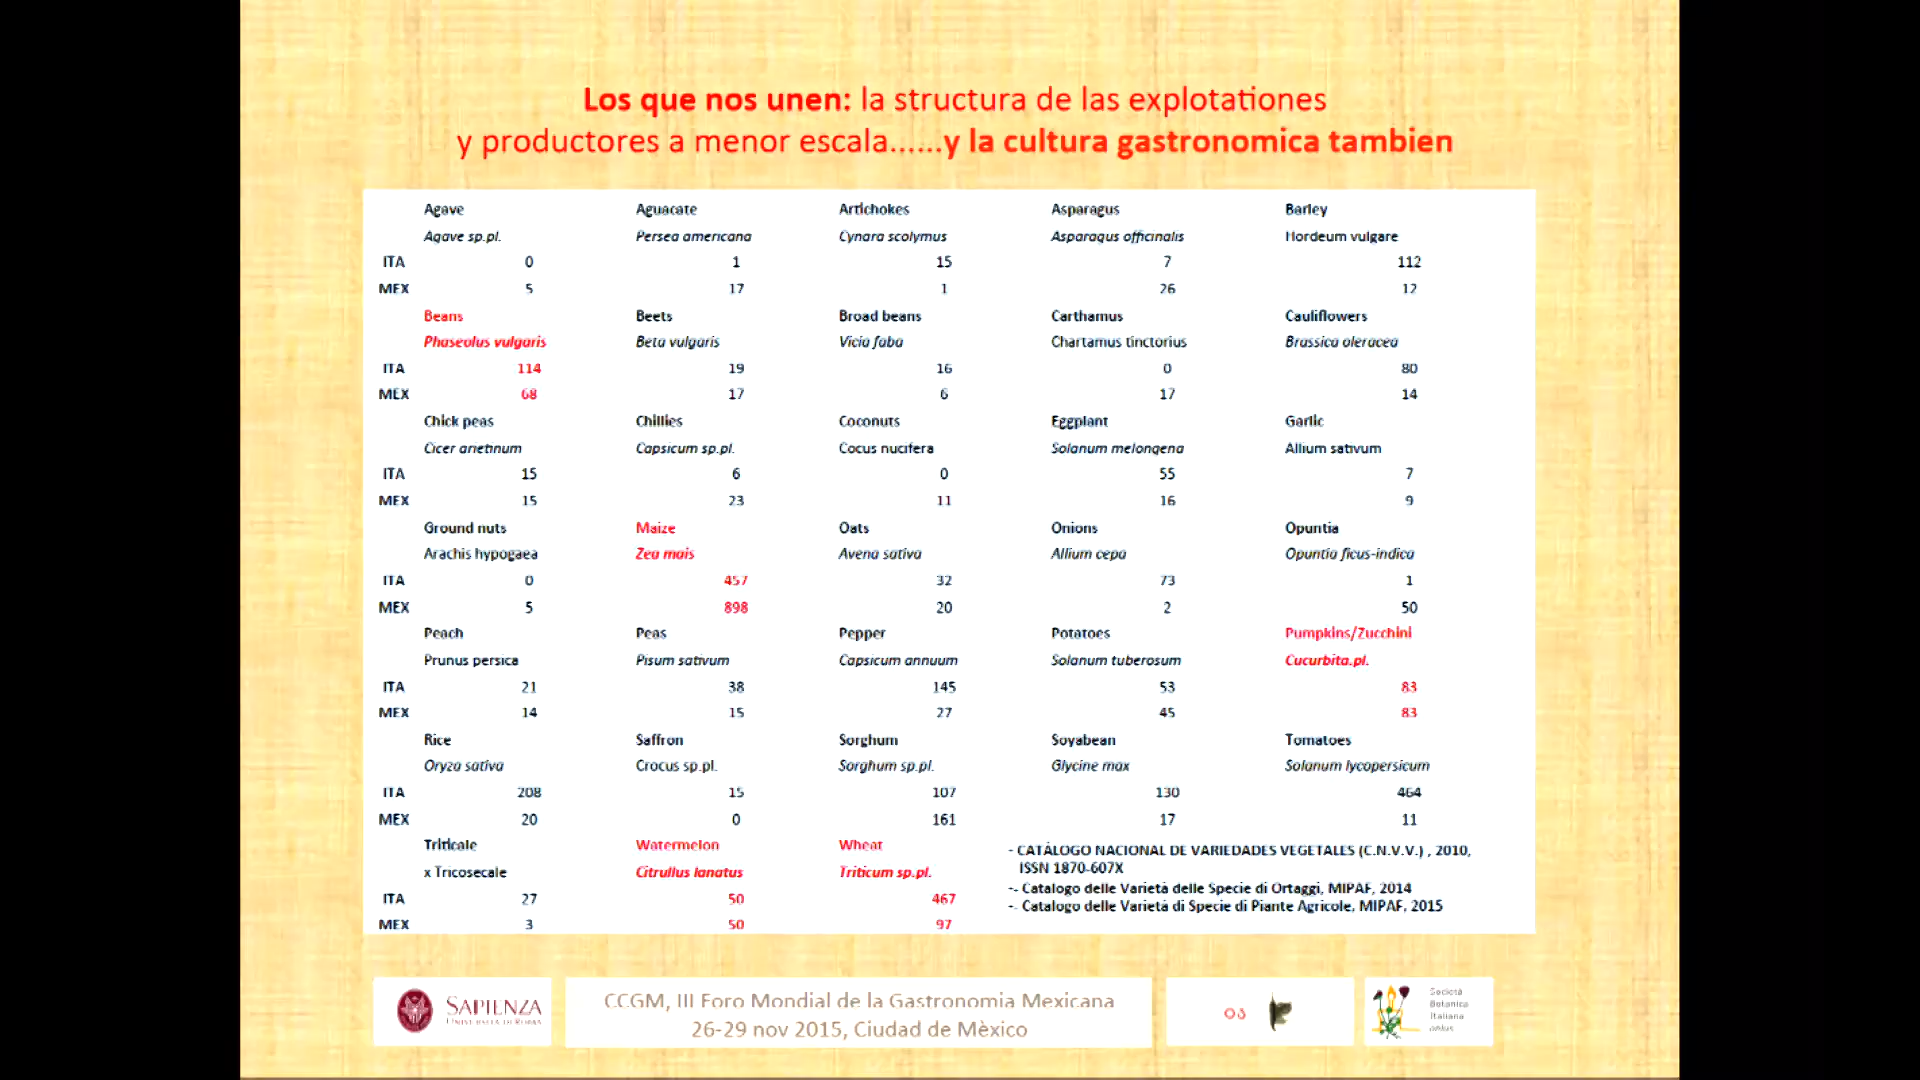 Los que nos unen: la structura de las explotationes
y productores a menor escala......y la cultura gastronomica tambien
Agave Aguacate Artichokes Asparagus Barley
Agave sp.pl. Persea americana Cynara scolymus Asparagus officinalis Hordeum vulgare
ITA 0 1 15 7 112
MEX 5 17 1 26 12
Beans Beets Broad beans Carthamus Cauliflowers
Phaseolus vulgaris Beta vulgaris Vicia faba Chartamus tinctorius Brassica oleracea
ITA 114 19 16 0 80
MEX 68 17 6 17 14
Chick peas Chillies Coconuts Eggplant Garlic
Cicer arietinum Capsicum sp.pl. Cocus nucifera Solanum melongena Allium sativum
ITA 15 6 0 55 7
MEX 15 23 11 16 9
Ground nuts Maize Oats Onions Opuntia
Arachis hypogaea Zea mais Avena sativa Allium cepa Opuntia ficus-indica
ITA 0 457 32 73 1
MEX 5 898 20 2 50
Peach Peas Pepper Potatoes Pumpkins/Zucchini
Prunus persica Pisum sativum Capsicum annuum Solanum tuberosum Cucurbita.pl.
ITA 21 38 145 53 83
MEX 14 15 27 45 83
Rice Saffron Sorghum Soyabean Tomatoes
Oryza sativa Crocus sp.pl. Sorghum sp.pl. Glycine max Solanum lycopersicum
ITA 208 15 107 130 464
MEX 20 0 161 17 11
Triticale Watermelon Wheat
x Tricosecale Citrullus lanatus Triticum sp.pl.
ITA 27 50 467
MEX 3 50 97
- CATÁLOGO NACIONAL DE VARIEDADES VEGETALES (C.N.V.V.) , 2010,
ISSN 1870-607X
-- Catalogo delle Varietà delle Specie di Ortaggi, MIPAF, 2014
-- Catalogo delle Varietà di Specie di Piante Agricole, MIPAF, 2015
SAPIENZA
UNIVERSITÀ DI ROMA
CCGM, III Foro Mondial de la Gastronomia Mexicana
26-29 nov 2015, Ciudad de Mèxico
Società
Botanica
Italiana
onlus